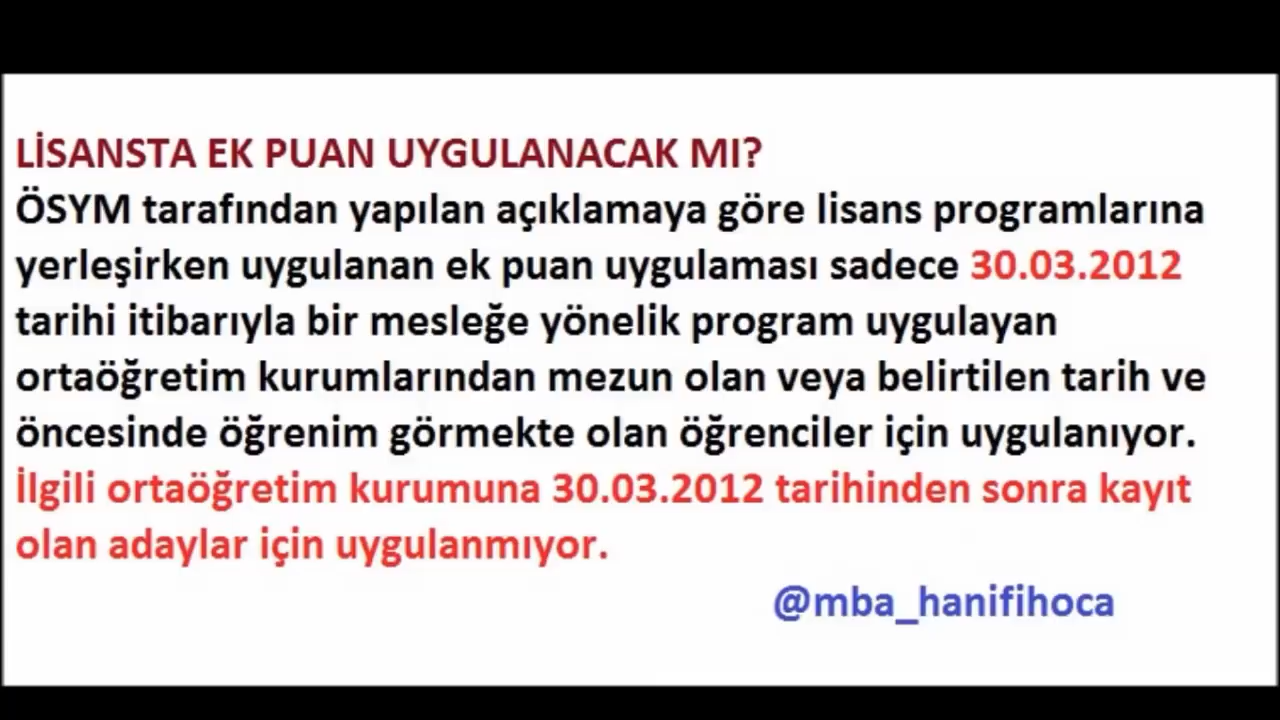 LİSANSTA EK PUAN UYGULANACAK MI?
ÖSYM tarafından yapılan açıklamaya göre lisans programlarına
yerleşirken uygulanan ek puan uygulaması sadece 30.03.2012
tarihi itibarıyla bir mesleğe yönelik program uygulayan
ortaöğretim kurumlarından mezun olan veya belirtilen tarih ve
öncesinde öğrenim görmekte olan öğrenciler için uygulanıyor.
İlgili ortaöğretim kurumuna 30.03.2012 tarihinden sonra kayıt
olan adaylar için uygulanmıyor.
@mba_hanifihoca